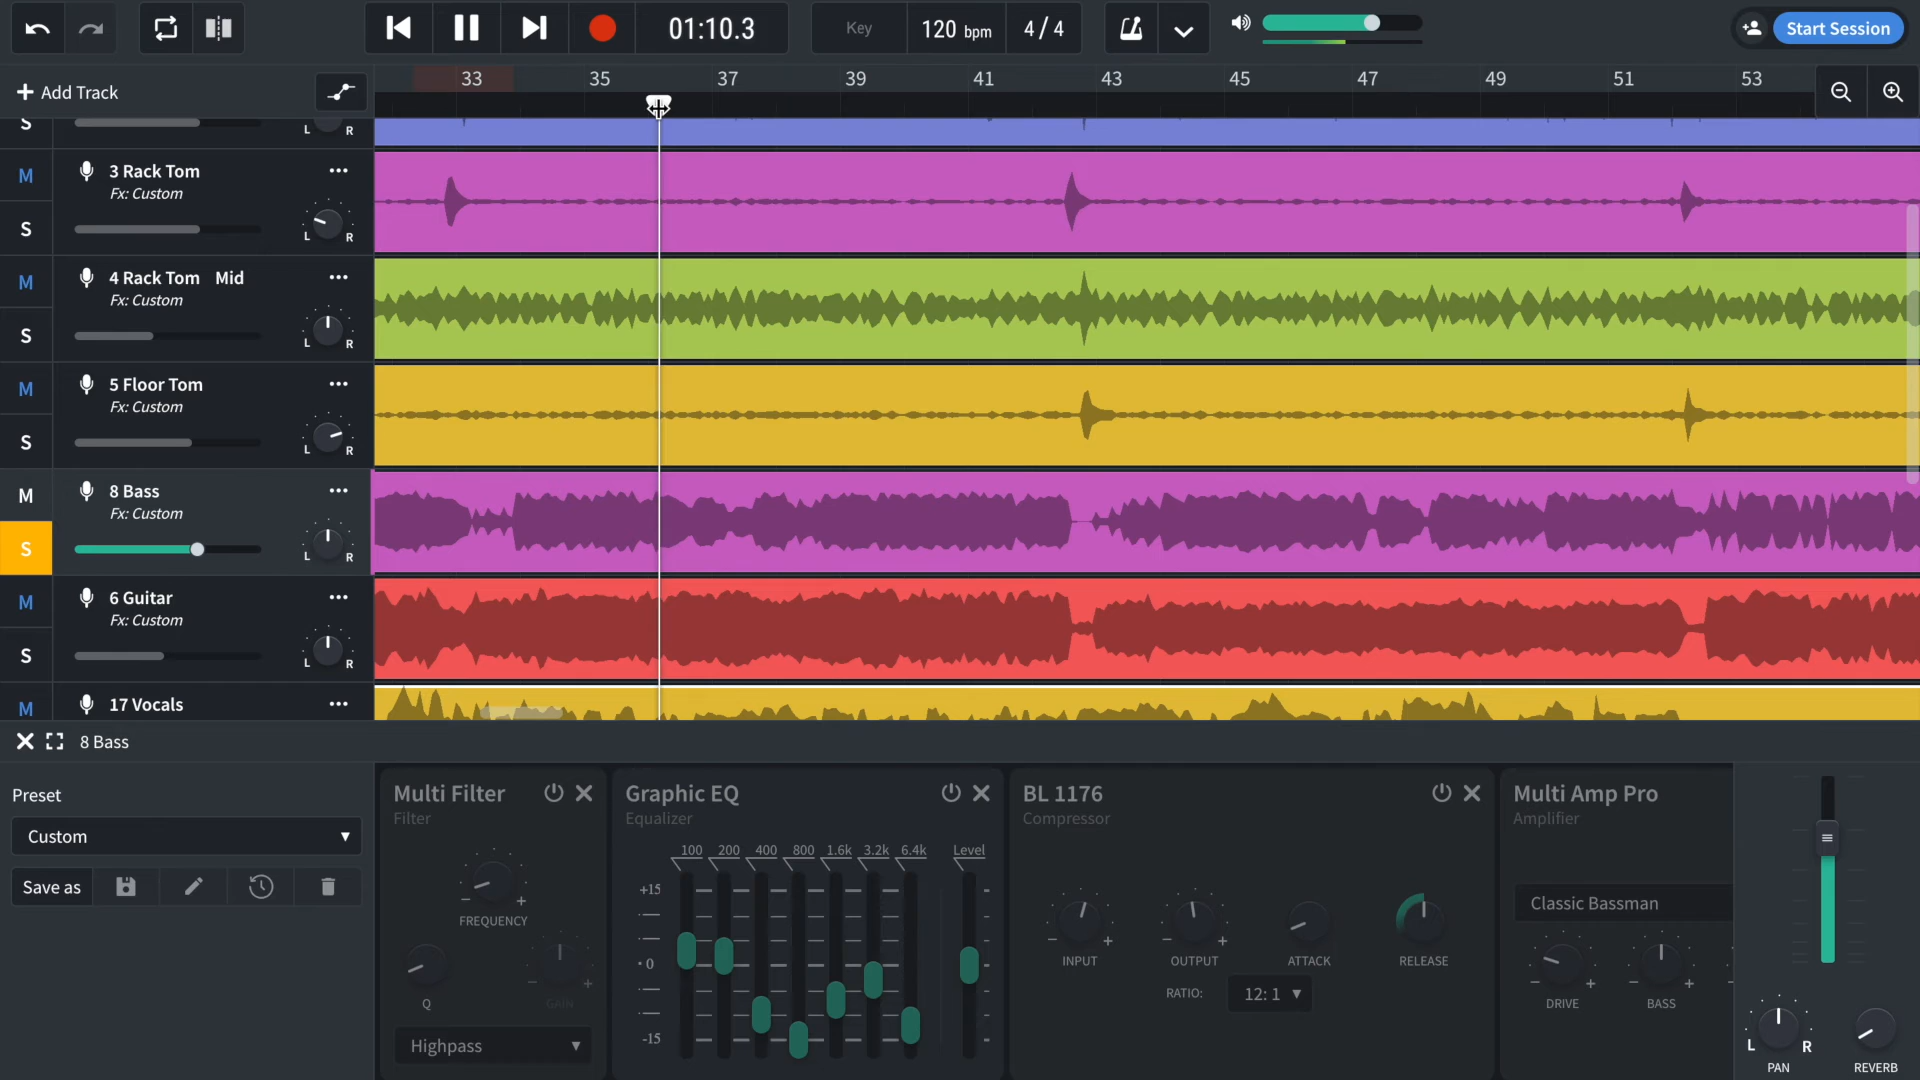 01:10.3
Key
120 bpm
4 / 4
Start Session
Add Track
33 35 37 39 41 43 45 47 49 51 53
S
L R
M
3 Rack Tom
Fx: Custom
S
L R
M
4 Rack Tom Mid
Fx: Custom
S
L R
M
5 Floor Tom
Fx: Custom
S
L R
M
8 Bass
Fx: Custom
S
L R
M
6 Guitar
Fx: Custom
S
L R
M
17 Vocals
8 Bass
Preset
Custom
Save as
Multi Filter
Filter
FREQUENCY
Q
GAIN
Highpass
Graphic EQ
Equalizer
100 200 400 800 1.6k 3.2k 6.4k Level
+15
0
-15
BL 1176
Compressor
INPUT
OUTPUT
ATTACK
RELEASE
RATIO:
12: 1
Multi Amp Pro
Amplifier
Classic Bassman
DRIVE
BASS
L R
PAN
REVERB